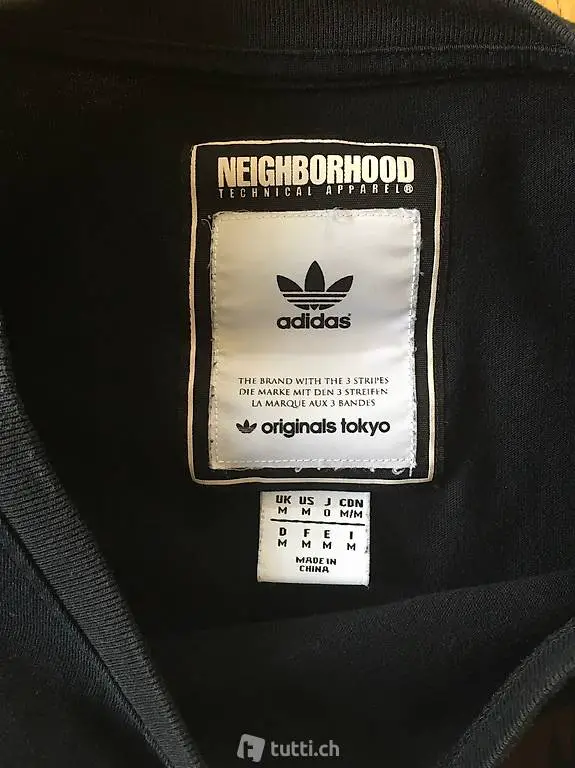 NEIGHBORHOOD
TECHNICAL APPAREL®
adidas
THE BRAND WITH THE 3 STRIPES
DIE MARKE MIT DEN 3 STREIFEN
LA MARQUE AUX 3 BANDES
originals tokyo
UK US J CDN
M M O M/M
D F E I
M M M M
MADE IN
CHINA
t tutti.ch